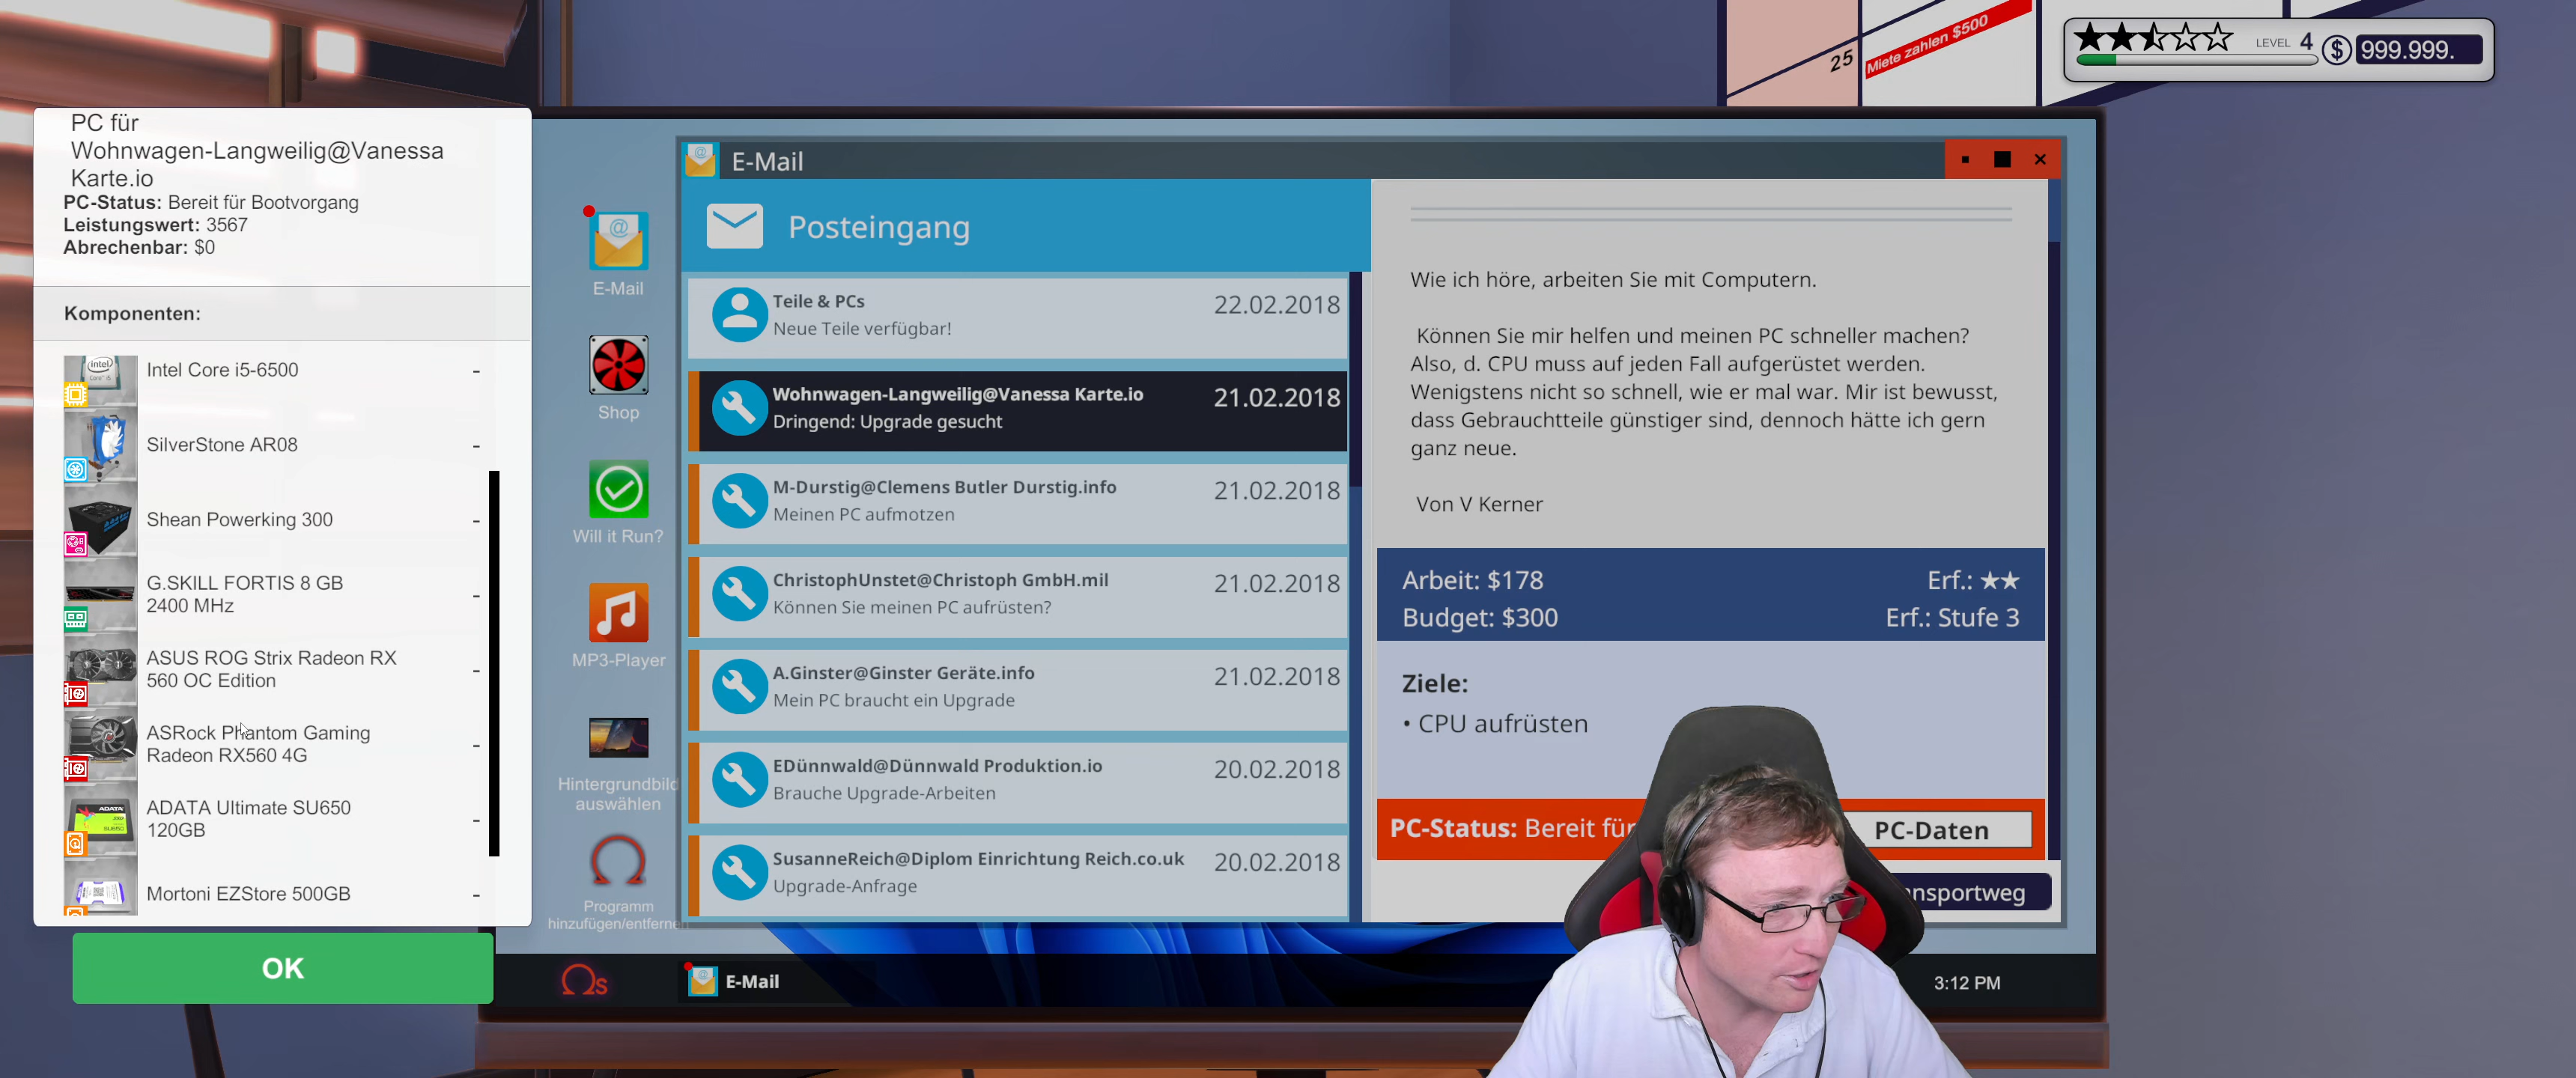 25
Miete zahlen $500
LEVEL 4
$ 999.999.
PC für
Wohnwagen-Langweilig@Vanessa
Karte.io
PC-Status: Bereit für Bootvorgang
Leistungswert: 3567
Abrechenbar: $0
Komponenten:
Intel Core i5-6500 -
SilverStone AR08 -
Shean Powerking 300 -
G.SKILL FORTIS 8 GB
2400 MHz -
ASUS ROG Strix Radeon RX
560 OC Edition -
ASRock Phantom Gaming
Radeon RX560 4G -
ADATA Ultimate SU650
120GB -
Mortoni EZStore 500GB -
OK
E-Mail
Shop
Will it Run?
MP3-Player
Hintergrundbild
auswählen
Programm
hinzufügen/entferne
E-Mail
Posteingang
Teile & PCs 22.02.2018
Neue Teile verfügbar!
Wohnwagen-Langweilig@Vanessa Karte.io 21.02.2018
Dringend: Upgrade gesucht
M-Durstig@Clemens Butler Durstig.info 21.02.2018
Meinen PC aufmotzen
ChristophUnstet@Christoph GmbH.mil 21.02.2018
Können Sie meinen PC aufrüsten?
A.Ginster@Ginster Geräte.info 21.02.2018
Mein PC braucht ein Upgrade
EDünnwald@Dünnwald Produktion.io 20.02.2018
Brauche Upgrade-Arbeiten
SusanneReich@Diplom Einrichtung Reich.co.uk 20.02.2018
Upgrade-Anfrage
Wie ich höre, arbeiten Sie mit Computern.
Können Sie mir helfen und meinen PC schneller machen?
Also, d. CPU muss auf jeden Fall aufgerüstet werden.
Wenigstens nicht so schnell, wie er mal war. Mir ist bewusst,
dass Gebrauchtteile günstiger sind, dennoch hätte ich gern
ganz neue.
Von V Kerner
Arbeit: $178 Erf.: ★★
Budget: $300 Erf.: Stufe 3
Ziele:
• CPU aufrüsten
PC-Status: Bereit für
PC-Daten
nsportweg
Ωs
E-Mail
3:12 PM